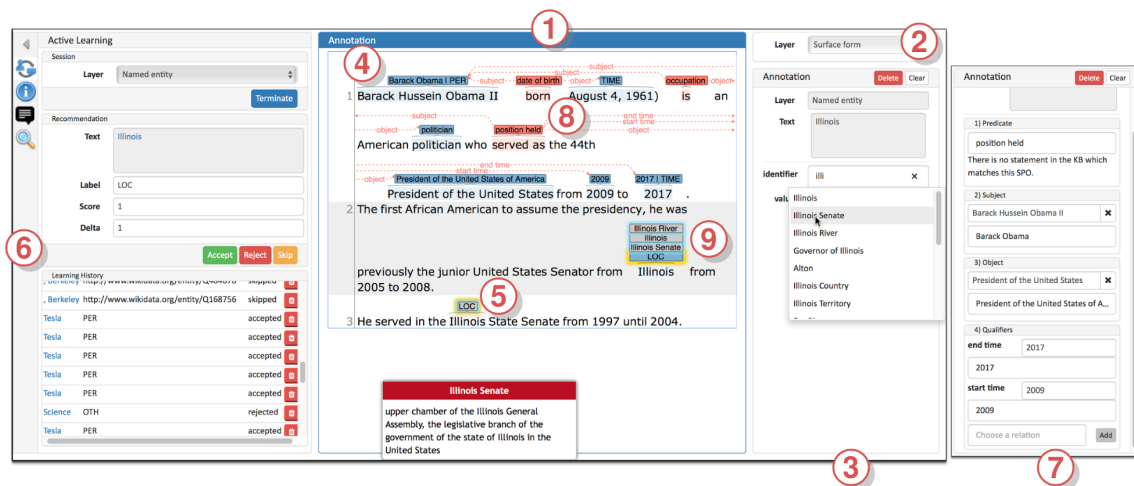 Active Learning
Session
Layer Named entity
Terminate
Recommendation
Text Illinois
Label LOC
Score 1
Delta 1
Accept Reject Skip
Learning History
, Berkeley skipped
, Berkeley http://www.wikidata.org/entity/Q168756 skipped
Tesla PER accepted
Tesla PER accepted
Tesla PER accepted
Tesla PER accepted
Tesla PER accepted
Science OTH rejected
Tesla PER accepted
6
1
Annotation
4
subject
subject
Barack Obama | PER subject date of birth object TIME occupation object
1 Barack Hussein Obama II born August 4, 1961) is an
8
subject end time
start time
object politician position held object
American politician who served as the 44th
end time
start time
object President of the United States of America 2009 2017 | TIME
President of the United States from 2009 to 2017 .
2 The first African American to assume the presidency, he was
Illinois River
Illinois
Illinois Senate
LOC
9
previously the junior United States Senator from Illinois from
2005 to 2008.
5
LOC
3 He served in the Illinois State Senate from 1997 until 2004.
Illinois Senate
upper chamber of the Illinois General
Assembly, the legislative branch of the
government of the state of Illinois in the
United States
Layer Surface form
2
Annotation Delete Clear
Layer Named entity
Text Illinois
identifier illi ×
valu
Illinois
Illinois Senate
Illinois River
Governor of Illinois
Alton
Illinois Country
Illinois Territory
3
Annotation Delete Clear
1) Predicate
position held
There is no statement in the KB which
matches this SPO.
2) Subject
Barack Hussein Obama II ×
Barack Obama
3) Object
President of the United States ×
President of the United States of A...
4) Qualifiers
end time 2017
2017
start time 2009
2009
Choose a relation Add
7